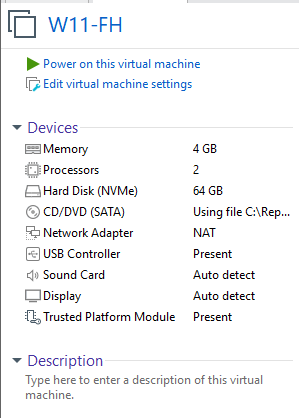 W11-FH
Power on this virtual machine
Edit virtual machine settings
Devices
Memory 4 GB
Processors 2
Hard Disk (NVMe) 64 GB
CD/DVD (SATA) Using file C:\Rep...
Network Adapter NAT
USB Controller Present
Sound Card Auto detect
Display Auto detect
Trusted Platform Module Present
Description
Type here to enter a description of this virtual
machine.